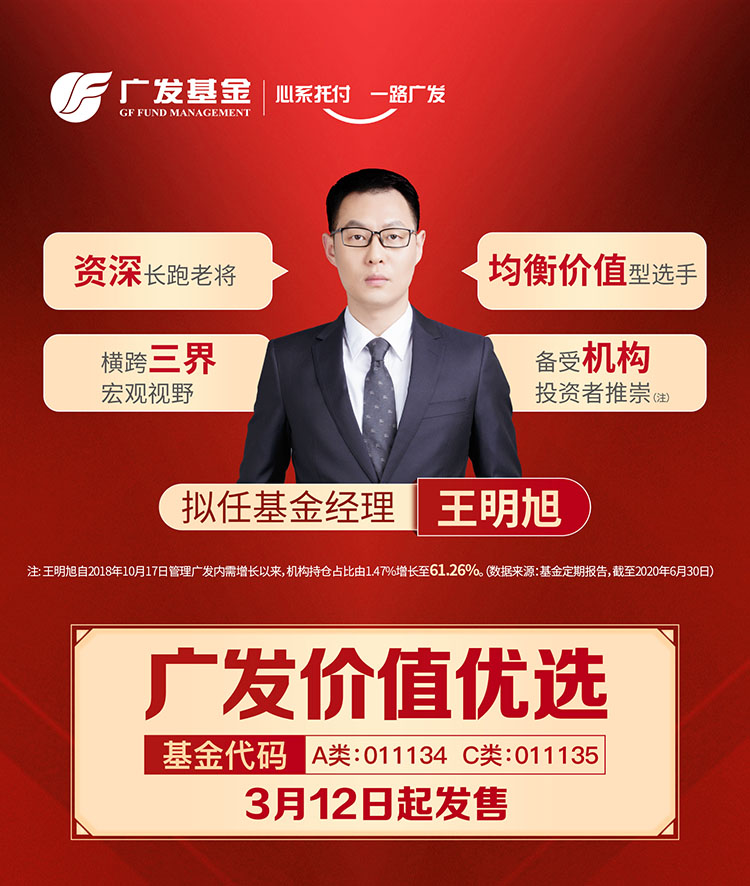 广发基金
GF FUND MANAGEMENT
心系托付 一路广发
资深长跑老将
均衡价值型选手
横跨三界
宏观视野
备受机构
投资者推崇(注)
拟任基金经理 王明旭
注:王明旭自2018年10月17日管理广发内需增长以来,机构持仓占比由1.47%增长至61.26%。(数据来源:基金定期报告,截至2020年6月30日)
广发价值优选
基金代码 A类:011134 C类:011135
3月12日起发售